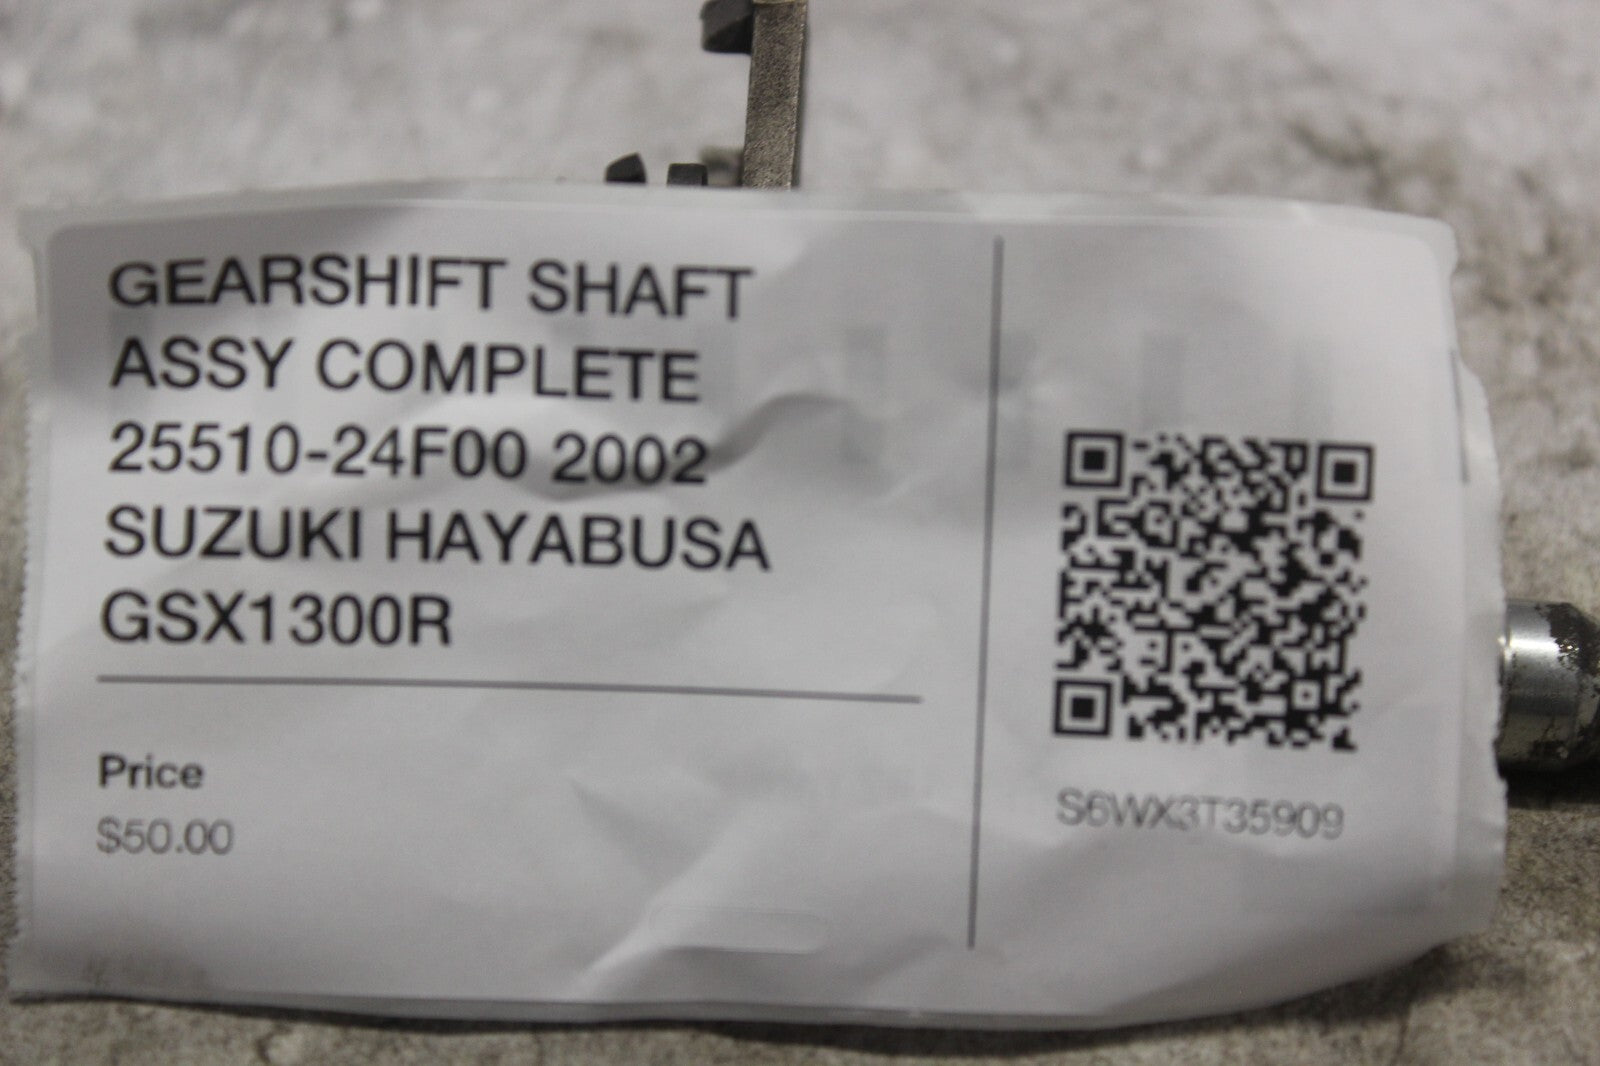 GEARSHIFT SHAFT
ASSY COMPLETE
25510-24F00 2002
SUZUKI HAYABUSA
GSX1300R
Price
$50.00
S6WX3T35909